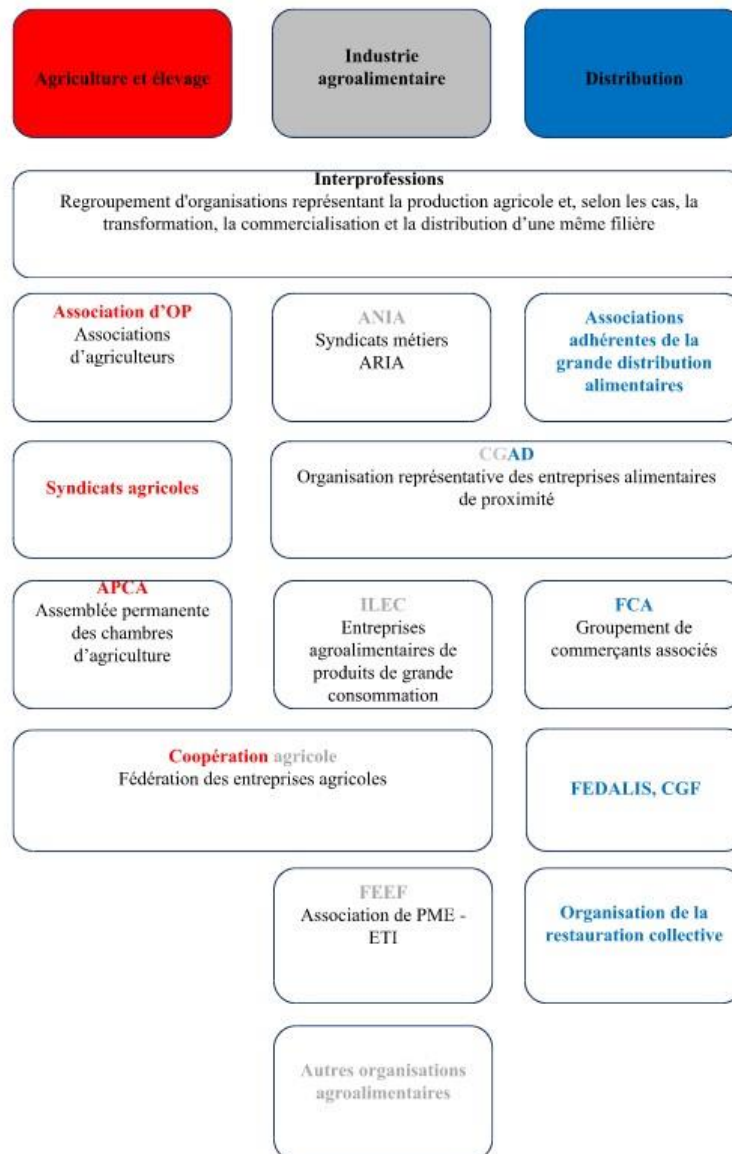 Agriculture et élevage
Industrie
agroalimentaire
Distribution
Interprofessions
Regroupement d'organisations représentant la production agricole et, selon les cas, la
transformation, la commercialisation et la distribution d'une même filière
Association d'OP
Associations
d'agriculteurs
ANIA
Syndicats métiers
ARIA
Associations
adhérentes de la
grande distribution
alimentaires
Syndicats agricoles
CGAD
Organisation représentative des entreprises alimentaires
de proximité
APCA
Assemblée permanente
des chambres
d'agriculture
ILEC
Entreprises
agroalimentaires de
produits de grande
consommation
FCA
Groupement de
commerçants associés
Coopération agricole
Fédération des entreprises agricoles
FEDALIS, CGF
FEEF
Association de PME -
ETI
Organisation de la
restauration collective
Autres organisations
agroalimentaires